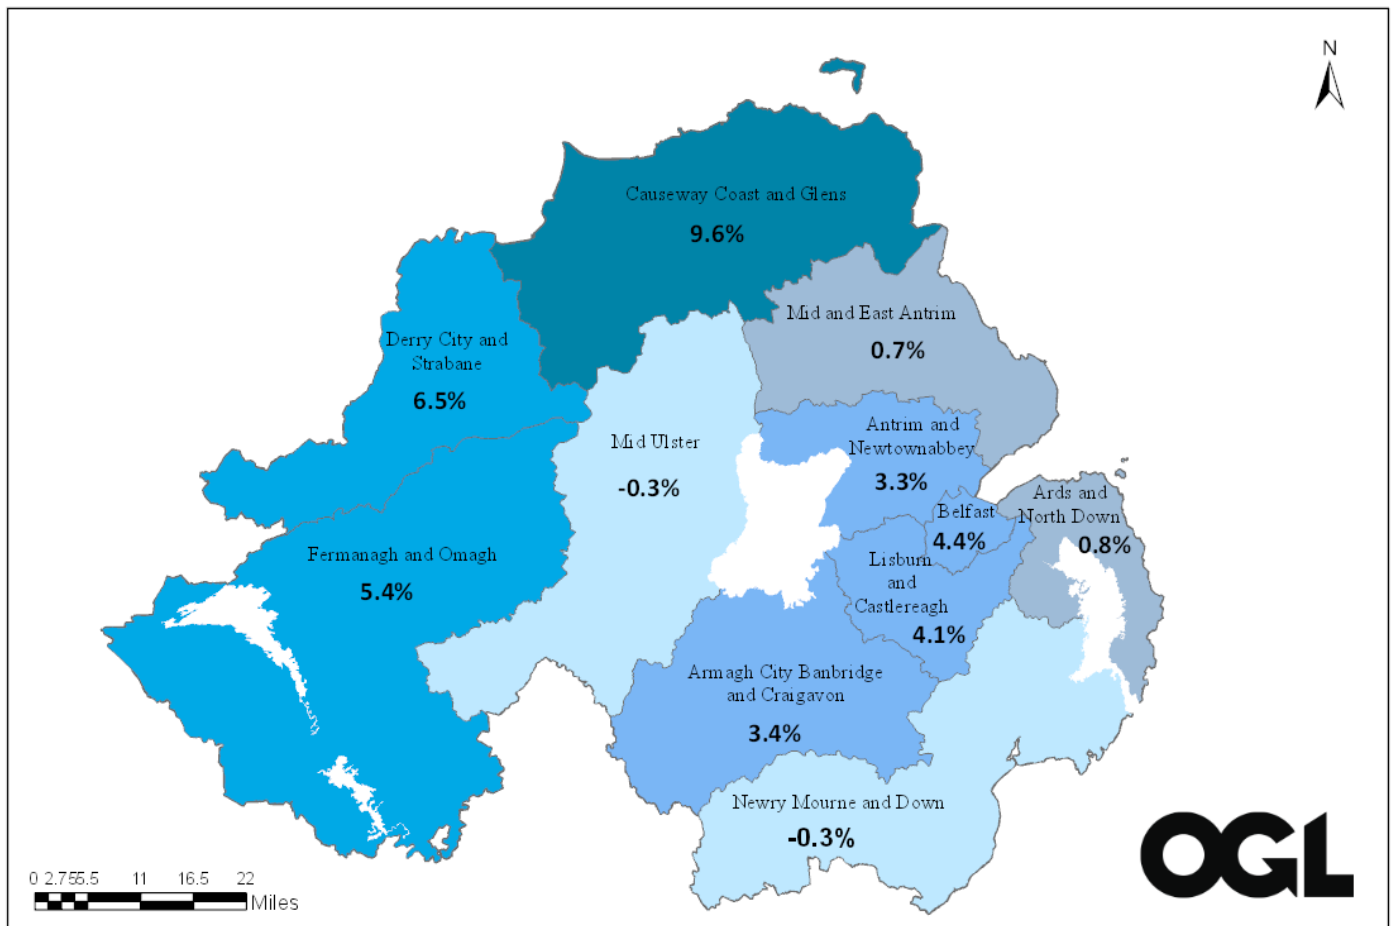 N
Causeway Coast and Glens
9.6%
Mid and East Antrim
0.7%
Derry City and
Strabane
6.5%
Mid Ulster
-0.3%
Antrim and
Newtownabbey
3.3%
Belfast
4.4%
Ards and
North Down
0.8%
Fermanagh and Omagh
5.4%
Lisburn
and
Castlereagh
4.1%
Armagh City Banbridge
and Craigavon
3.4%
Newry Mourne and Down
-0.3%
OGL
0 2.75 5.5 11 16.5 22
Miles